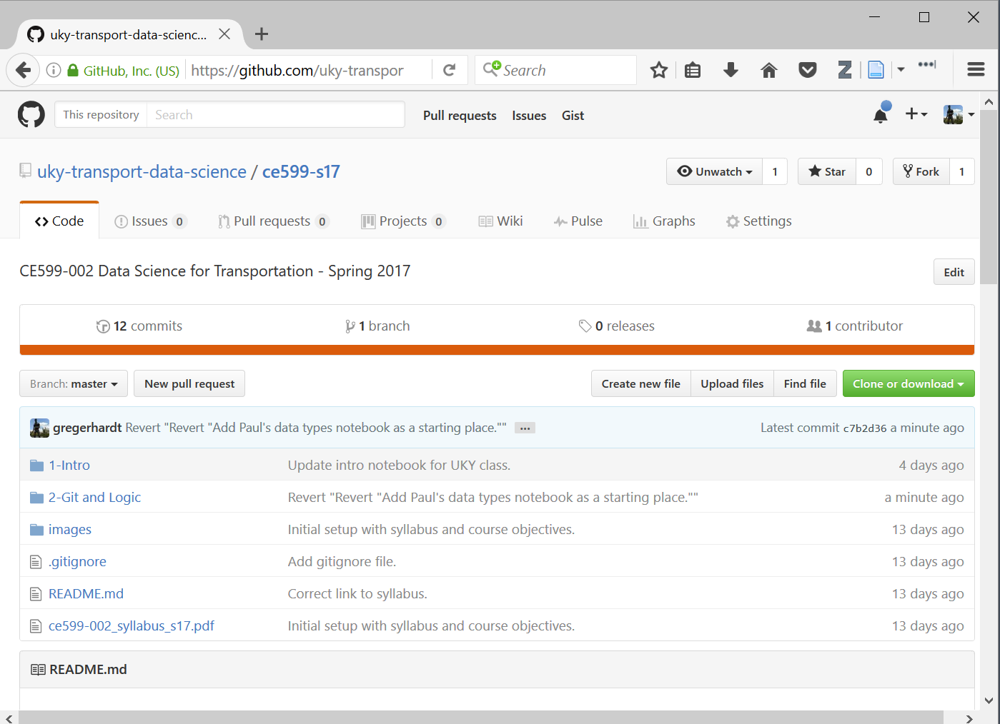 uky-transport-data-scienc...
GitHub, Inc. (US) https://github.com/uky-transpor Search
This repository Search Pull requests Issues Gist
uky-transport-data-science / ce599-s17 Unwatch 1 Star 0 Fork 1
Code Issues 0 Pull requests 0 Projects 0 Wiki Pulse Graphs Settings
CE599-002 Data Science for Transportation - Spring 2017 Edit
12 commits 1 branch 0 releases 1 contributor
Branch: master New pull request Create new file Upload files Find file Clone or download
gregerhardt Revert "Revert "Add Paul's data types notebook as a starting place."" ... Latest commit c7b2d36 a minute ago
1-Intro Update intro notebook for UKY class. 4 days ago
2-Git and Logic Revert "Revert "Add Paul's data types notebook as a starting place."" a minute ago
images Initial setup with syllabus and course objectives. 13 days ago
.gitignore Add gitignore file. 13 days ago
README.md Correct link to syllabus. 13 days ago
ce599-002_syllabus_s17.pdf Initial setup with syllabus and course objectives. 13 days ago
README.md